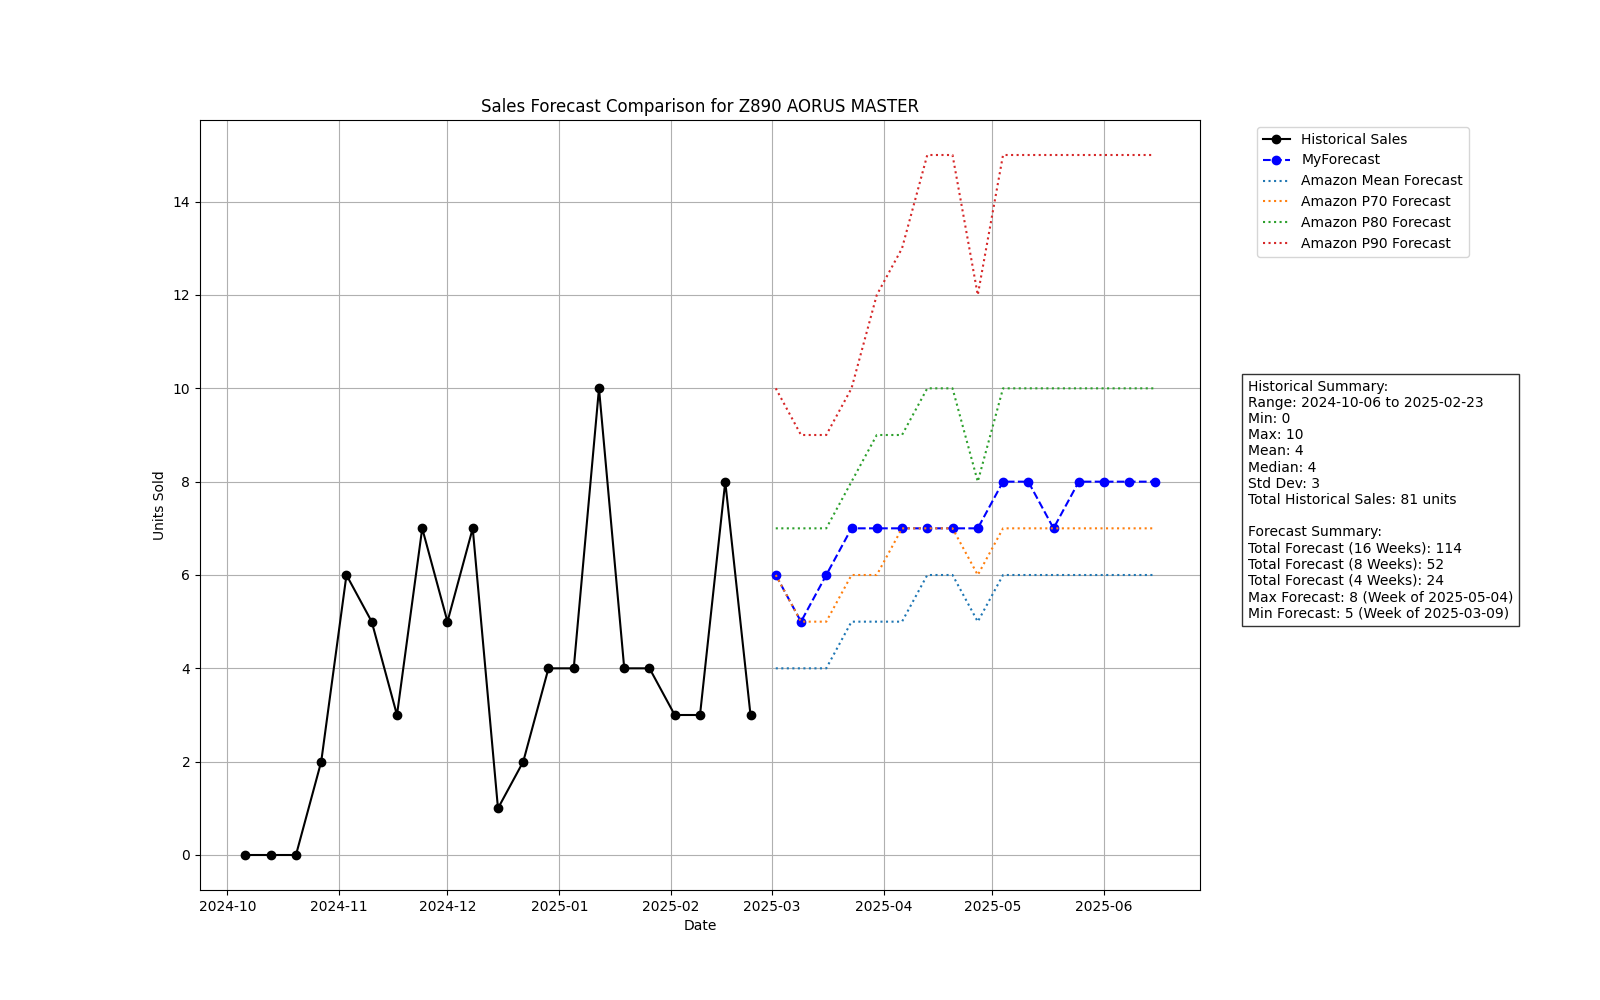 Sales Forecast Comparison for Z890 AORUS MASTER
Historical Sales
MyForecast
Amazon Mean Forecast
Amazon P70 Forecast
Amazon P80 Forecast
Amazon P90 Forecast
14
12
10
8
6
4
2
0
Units Sold
2024-10 2024-11 2024-12 2025-01 2025-02 2025-03 2025-04 2025-05 2025-06
Date
Historical Summary:
Range: 2024-10-06 to 2025-02-23
Min: 0
Max: 10
Mean: 4
Median: 4
Std Dev: 3
Total Historical Sales: 81 units
Forecast Summary:
Total Forecast (16 Weeks): 114
Total Forecast (8 Weeks): 52
Total Forecast (4 Weeks): 24
Max Forecast: 8 (Week of 2025-05-04)
Min Forecast: 5 (Week of 2025-03-09)